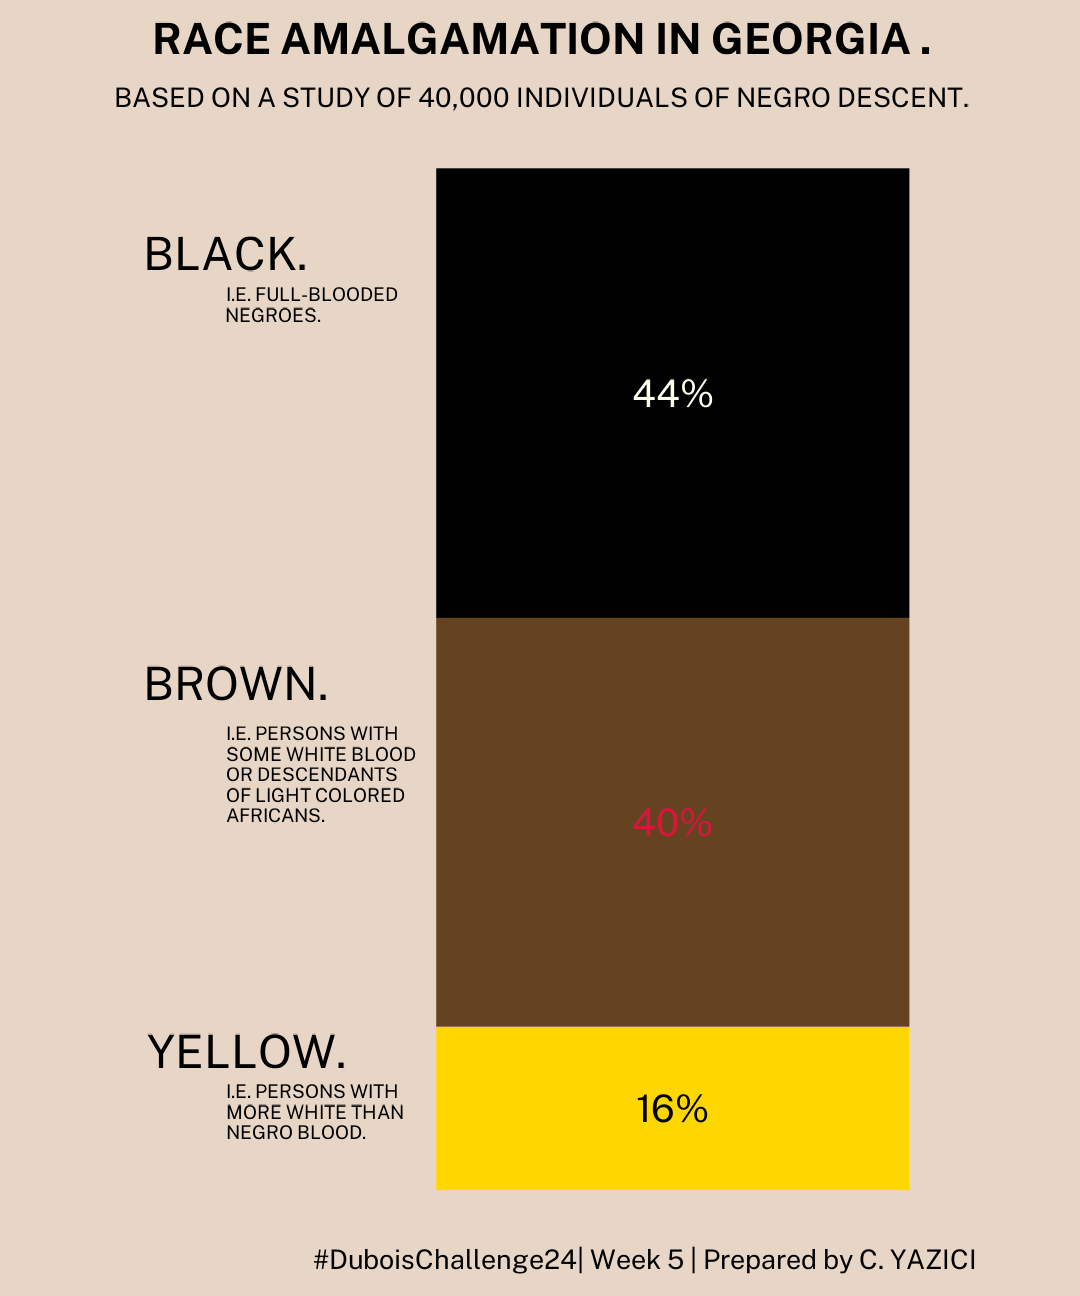 RACE AMALGAMATION IN GEORGIA .
BASED ON A STUDY OF 40,000 INDIVIDUALS OF NEGRO DESCENT.
BLACK.
I.E. FULL-BLOODED
NEGROES.
44%
BROWN.
I.E. PERSONS WITH
SOME WHITE BLOOD
OR DESCENDANTS
OF LIGHT COLORED
AFRICANS.
40%
YELLOW.
I.E. PERSONS WITH
MORE WHITE THAN
NEGRO BLOOD.
16%
#DuboisChallenge24| Week 5 | Prepared by C. YAZICI